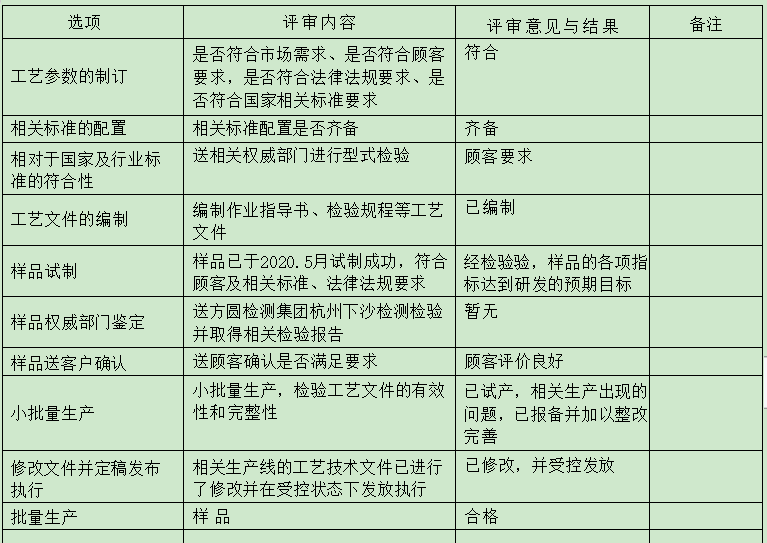 选项 评审内容 评审意见与结果 备注
工艺参数的制订
是否符合市场需求、是否符合顾客
要求，是否符合法律法规要求、是
否符合国家相关标准要求
符合
相关标准的配置 相关标准配置是否齐备 齐备
相对于国家及行业标
准的符合性
送相关权威部门进行型式检验
顾客要求
工艺文件的编制
编制作业指导书、检验规程等工艺
文件
已编制
样品试制
样品已于2020.5月试制成功，符合
顾客及相关标准、法律法规要求
经检验验，样品的各项指
标达到研发的预期目标
样品权威部门鉴定
送方圆检测集团杭州下沙检测检验
并取得相关检验报告
暂无
样品送客户确认 送顾客确认是否满足要求 顾客评价良好
小批量生产
小批量生产，检验工艺文件的有效
性和完整性
已试产，相关生产出现的
问题，已报备并加以整改
完善
修改文件并定稿发布
执行
相关生产线的工艺技术文件已进行
了修改并在受控状态下发放执行
已修改，并受控发放
批量生产 样 品 合格